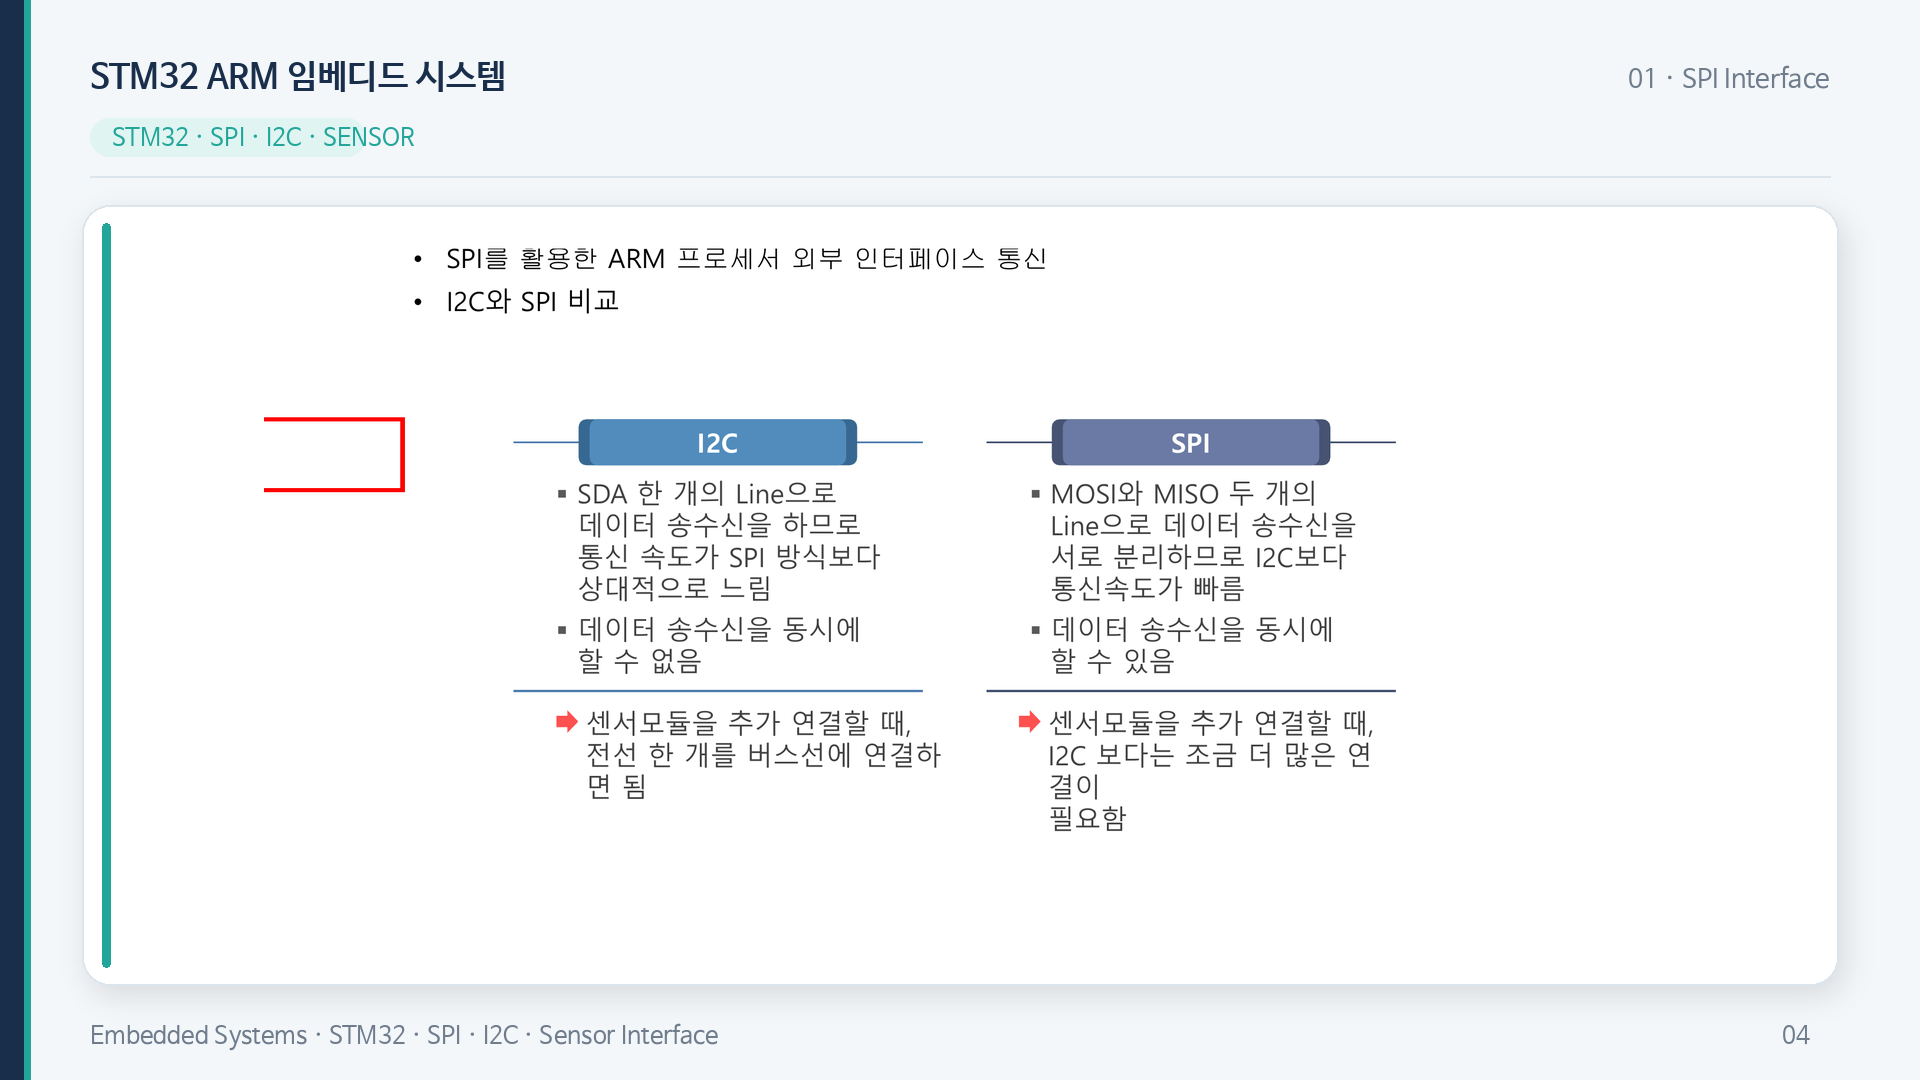 STM32 ARM 임베디드 시스템
01 · SPI Interface
STM32 · SPI · I2C · SENSOR
• SPI를 활용한 ARM 프로세서 외부 인터페이스 통신
• I2C와 SPI 비교
I2C
▪ SDA 한 개의 Line으로
데이터 송수신을 하므로
통신 속도가 SPI 방식보다
상대적으로 느림
▪ 데이터 송수신을 동시에
할 수 없음
센서모듈을 추가 연결할 때,
전선 한 개를 버스선에 연결하
면 됨
SPI
▪ MOSI와 MISO 두 개의
Line으로 데이터 송수신을
서로 분리하므로 I2C보다
통신속도가 빠름
▪ 데이터 송수신을 동시에
할 수 있음
센서모듈을 추가 연결할 때,
I2C 보다는 조금 더 많은 연
결이
필요함
Embedded Systems · STM32 · SPI · I2C · Sensor Interface
04